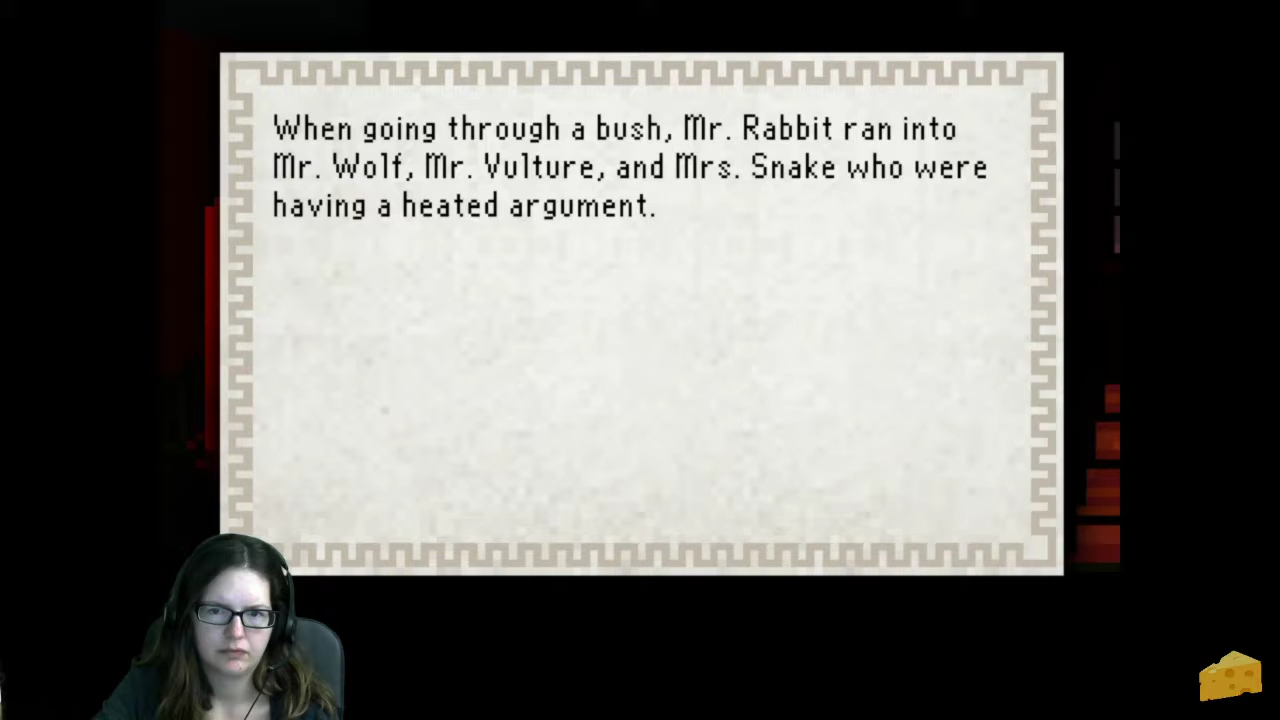 When going through a bush, Mr. Rabbit ran into
Mr. Wolf, Mr. Vulture, and Mrs. Snake who were
having a heated argument.